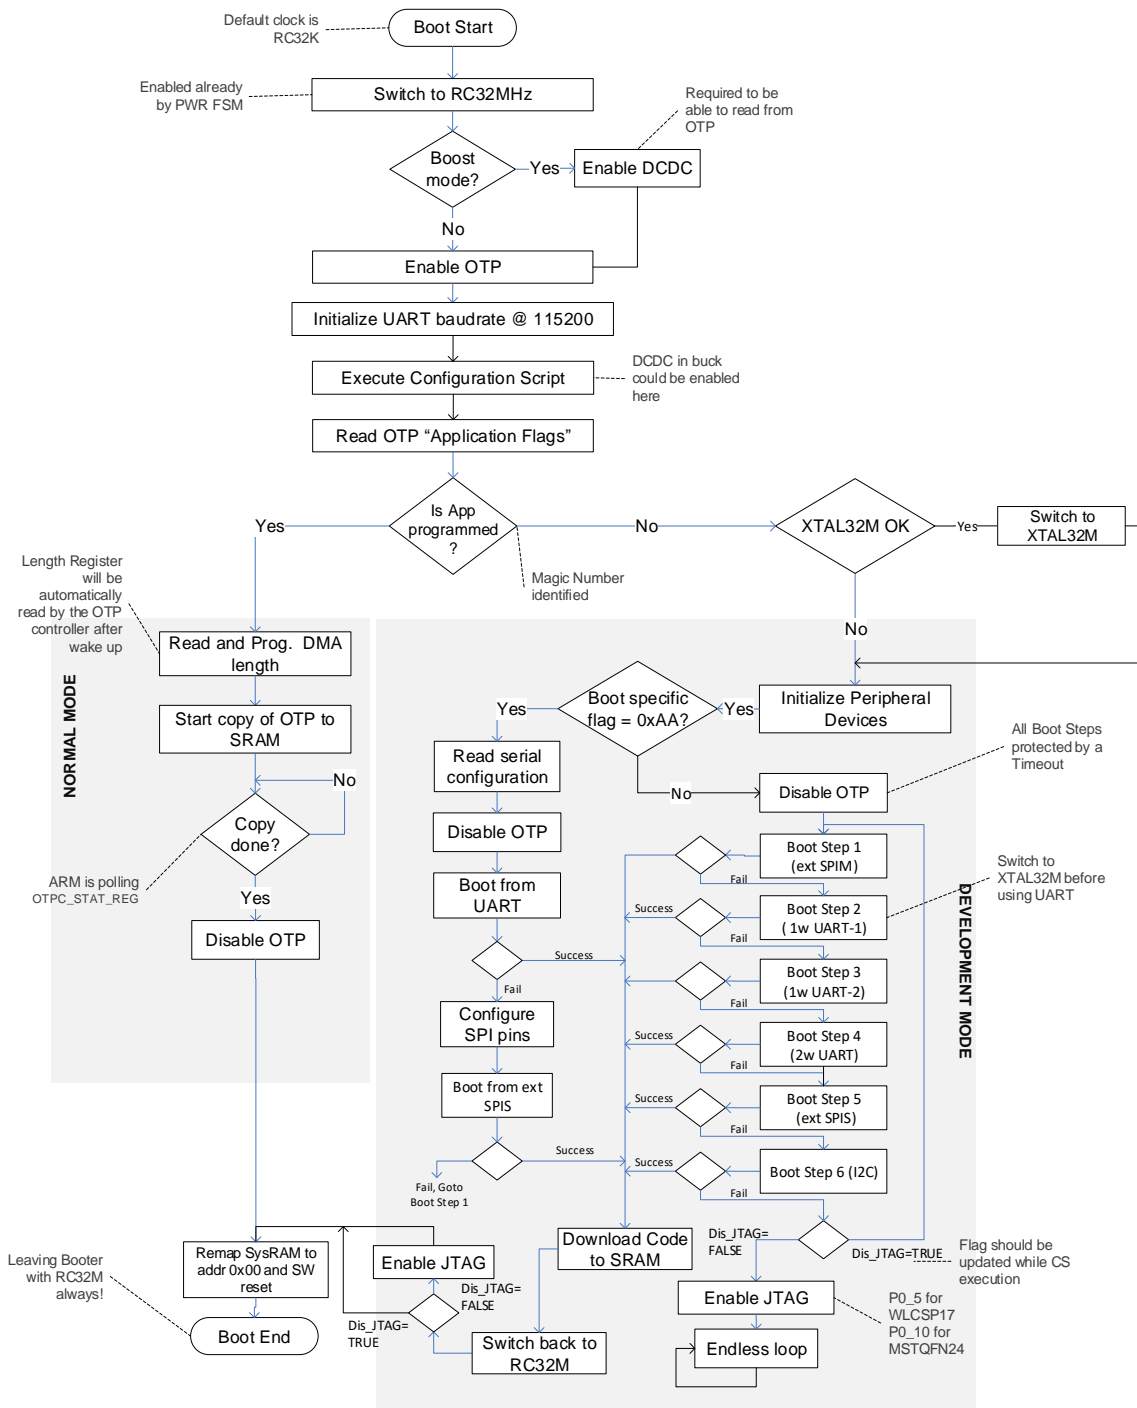 Default clock is
RC32K
Boot Start
Enabled already
by PWR FSM
Switch to RC32MHz
Required to be
able to read from
OTP
Boost
mode?
Yes
Enable DCDC
No
Enable OTP
Initialize UART baudrate @ 115200
Execute Configuration Script
DCDC in buck
could be enabled
here
Read OTP “Application Flags”
Is App
programmed
?
Yes
No
XTAL32M OK
Yes
Switch to
XTAL32M
Magic Number
identified
Length Register
will be
automatically
read by the OTP
controller after
wake up
No
NORMAL MODE
Read and Prog. DMA
length
Start copy of OTP to
SRAM
No
Copy
done?
ARM is polling
OTPC_STAT_REG
Yes
Disable OTP
Initialize Peripheral
Devices
Yes
Boot specific
flag = 0xAA?
Yes
No
Read serial
configuration
Disable OTP
Boot from
UART
Success
Fail
Configure
SPI pins
Boot from ext
SPIS
Success
Fail, Goto
Boot Step 1
All Boot Steps
protected by a
Timeout
Disable OTP
Boot Step 1
(ext SPIM)
Success
Fail
Boot Step 2
( 1w UART-1)
Switch to
XTAL32M before
using UART
DEVELOPMENT MODE
Success
Fail
Boot Step 3
(1w UART-2)
Success
Fail
Boot Step 4
(2w UART)
Success
Fail
Boot Step 5
(ext SPIS)
Success
Fail
Boot Step 6 (I2C)
Success
Fail
Dis_JTAG=
FALSE
Dis_JTAG=TRUE
Flag should be
updated while CS
execution
Enable JTAG
P0_5 for
WLCSP17
P0_10 for
MSTQFN24
Endless loop
Download Code
to SRAM
Switch back to
RC32M
Dis_JTAG=
FALSE
Dis_JTAG=
TRUE
Enable JTAG
Remap SysRAM to
addr 0x00 and SW
reset
Leaving Booter
with RC32M
always!
Boot End